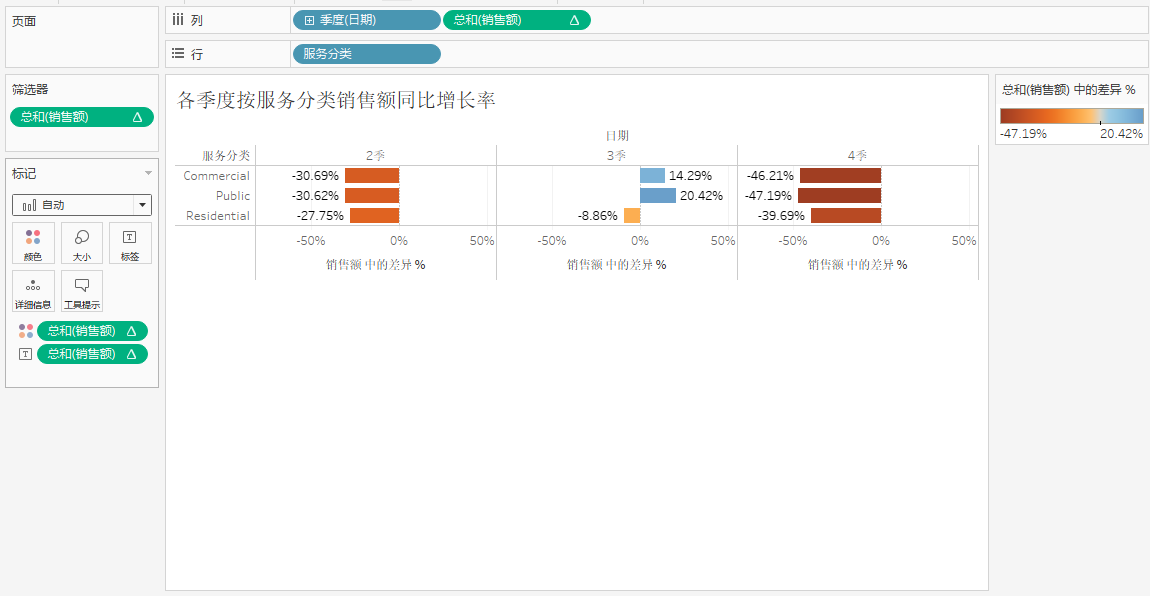 页面
列
季度(日期)
总和(销售额) Δ
行
服务分类
筛选器
总和(销售额) Δ
标记
自动
颜色
大小
标签
详细信息
工具提示
总和(销售额) Δ
总和(销售额) Δ
各季度按服务分类销售额同比增长率
日期
服务分类 2季 3季 4季
Commercial -30.69% 14.29% -46.21%
Public -30.62% 20.42% -47.19%
Residential -27.75% -8.86% -39.69%
-50% 0% 50% -50% 0% 50% -50% 0% 50%
销售额 中的差异 % 销售额 中的差异 % 销售额 中的差异 %
总和(销售额) 中的差异 %
-47.19% 20.42%